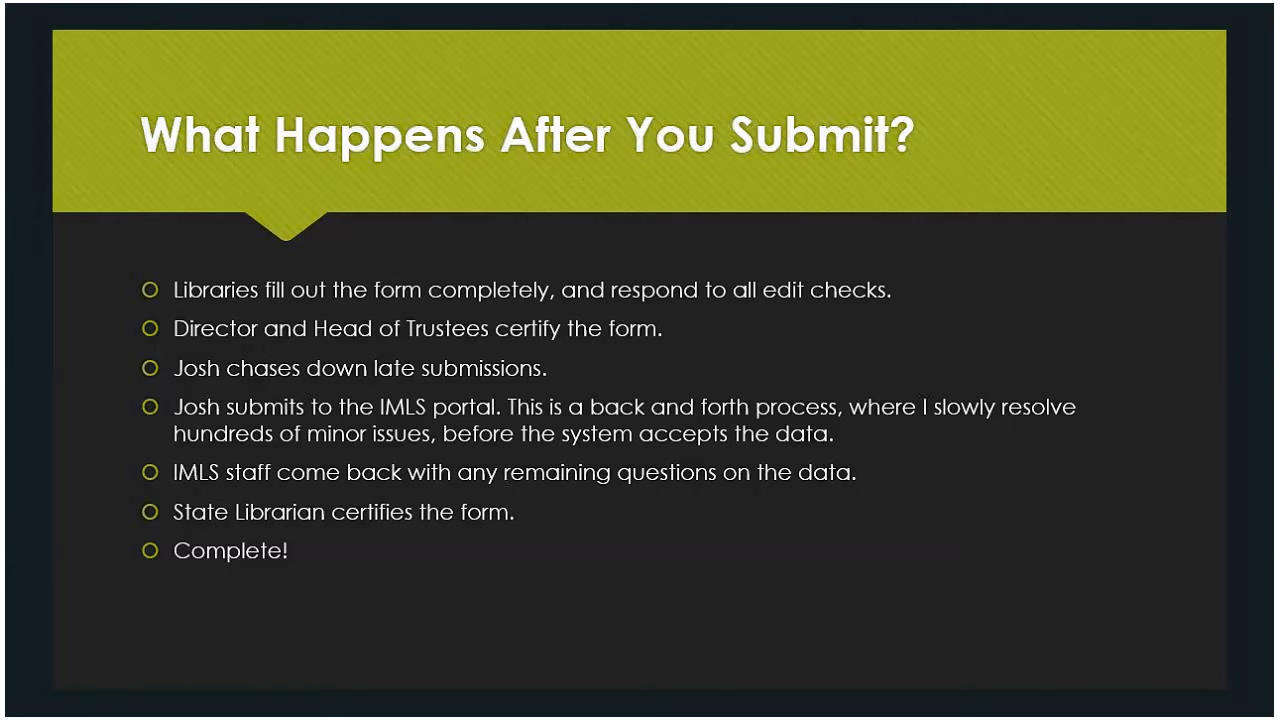 What Happens After You Submit?
Libraries fill out the form completely, and respond to all edit checks.
Director and Head of Trustees certify the form.
Josh chases down late submissions.
Josh submits to the IMLS portal. This is a back and forth process, where I slowly resolve
hundreds of minor issues, before the system accepts the data.
IMLS staff come back with any remaining questions on the data.
State Librarian certifies the form.
Complete!